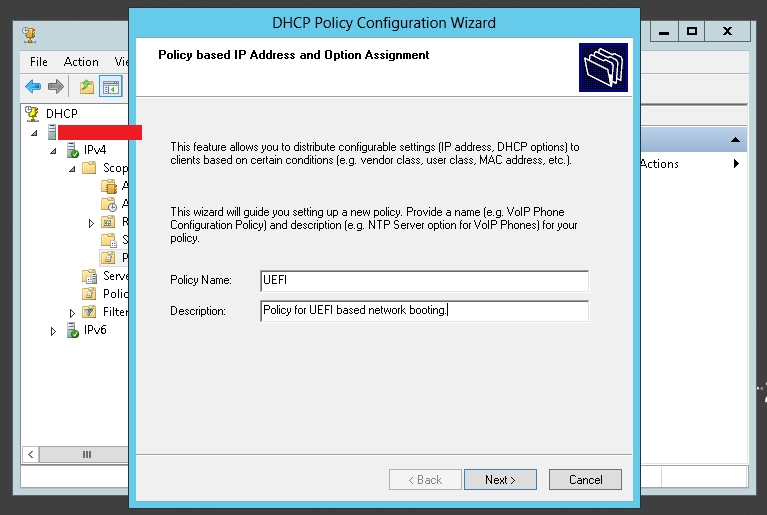 DHCP Policy Configuration Wizard
File Action Vi
Policy based IP Address and Option Assignment
DHCP
IPv4
Scop
A
A
R
S
P
Serve
Polic
Filter
IPv6
This feature allows you to distribute configurable settings (IP address, DHCP options) to
clients based on certain conditions (e.g. vendor class, user class, MAC address, etc.).
This wizard will guide you setting up a new policy. Provide a name (e.g. VoIP Phone
Configuration Policy) and description (e.g. NTP Server option for VoIP Phones) for your
policy.
Policy Name: UEFI
Description: Policy for UEFI based network booting.
Actions
< Back Next > Cancel